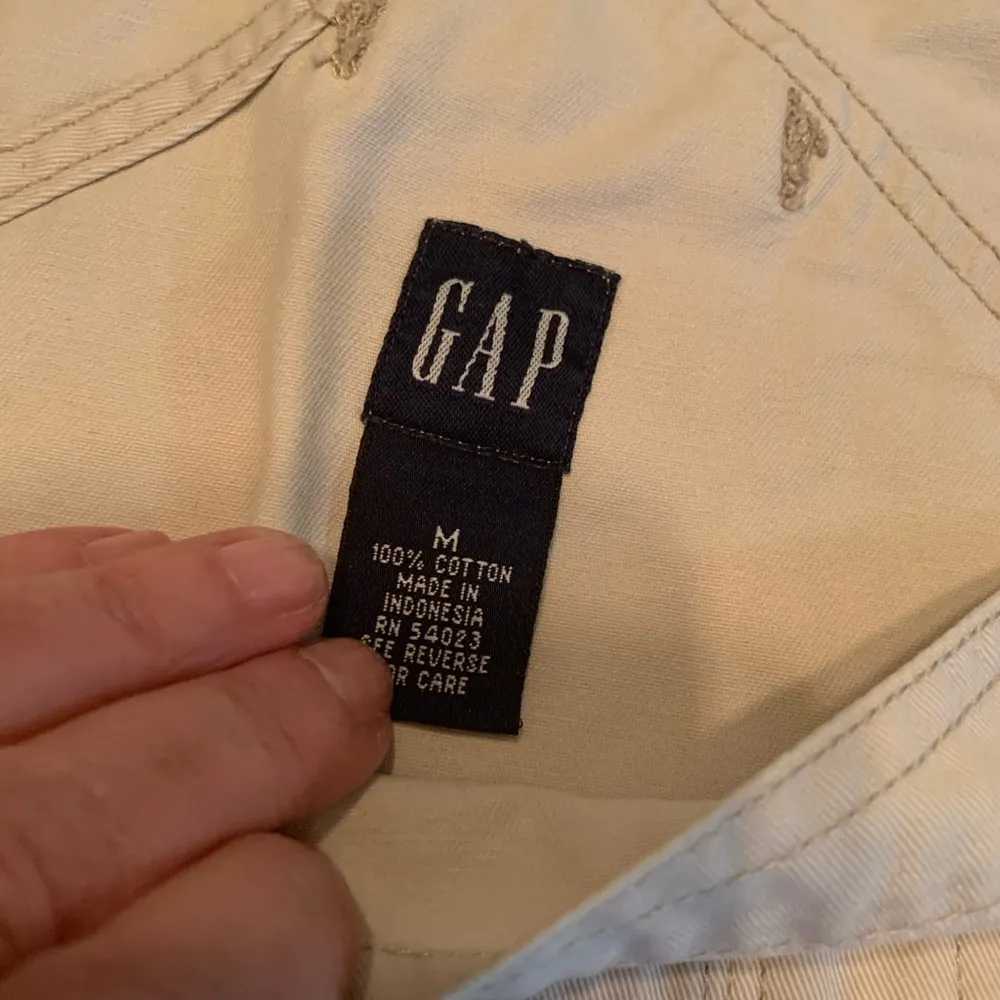 GAP
M
100% COTTON
MADE IN
INDONESIA
RN 54023
SEE REVERSE
FOR CARE